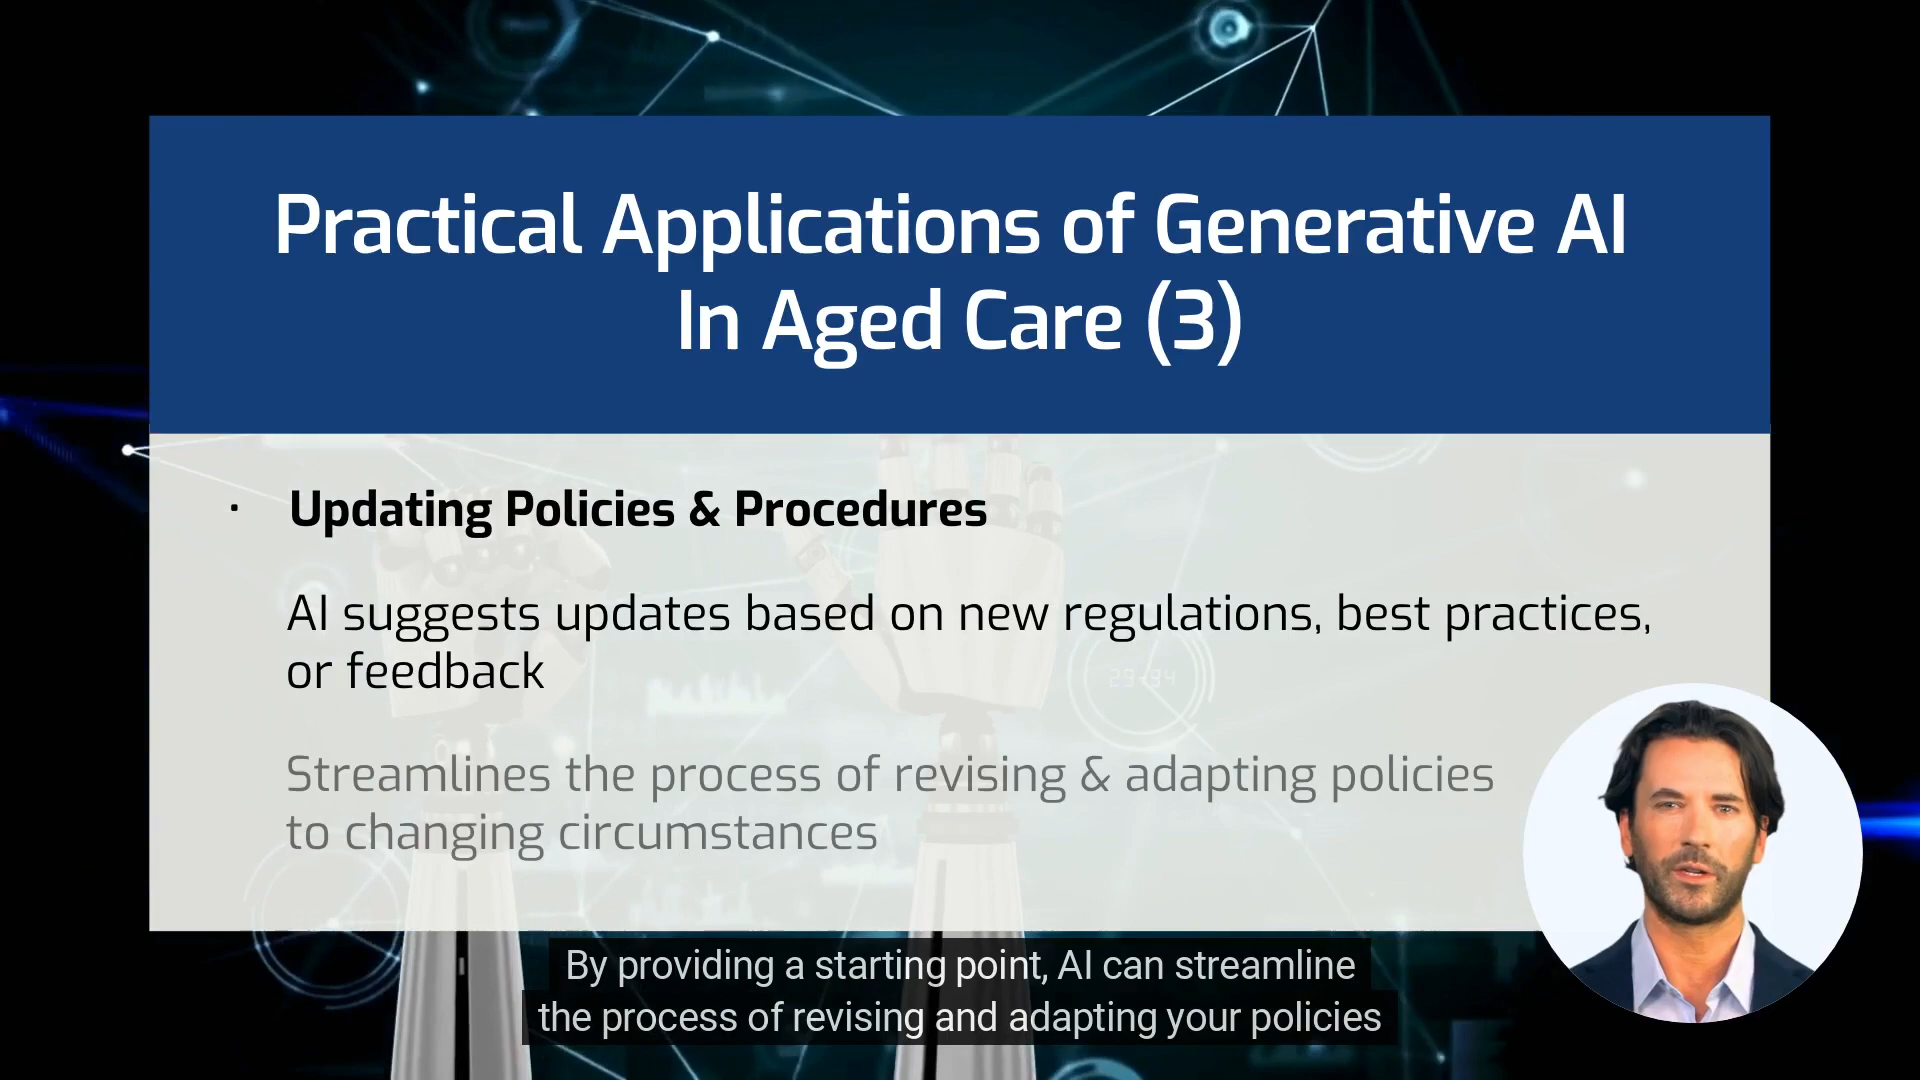 Practical Applications of Generative AI
In Aged Care (3)
· Updating Policies & Procedures
AI suggests updates based on new regulations, best practices,
or feedback
29-94
Streamlines the process of revising & adapting policies
to changing circumstances
By providing a starting point, AI can streamline
the process of revising and adapting your policies